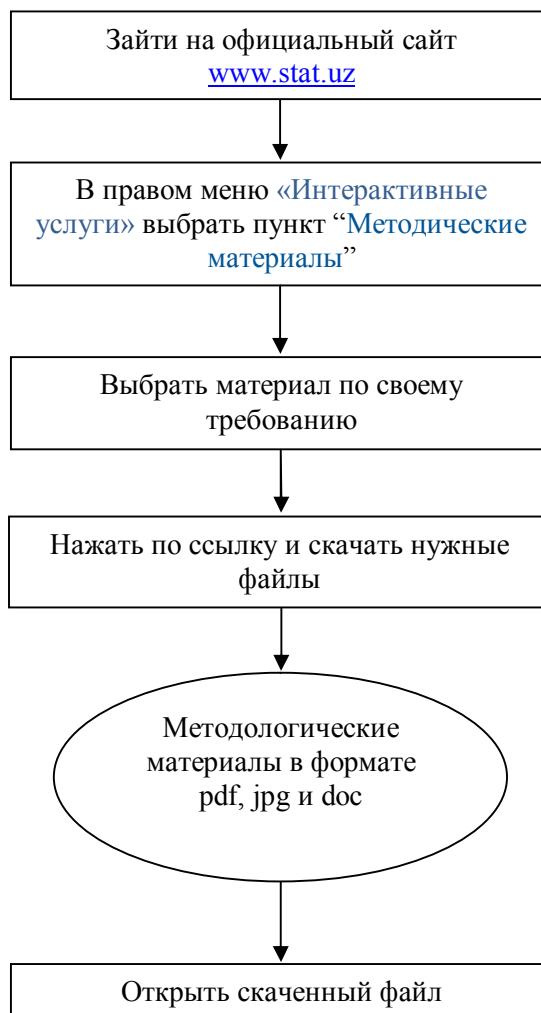 Зайти на официальный сайт
www.stat.uz
В правом меню «Интерактивные
услуги» выбрать пункт “Методические
материалы”
Выбрать материал по своему
требованию
Нажать по ссылку и скачать нужные
файлы
Методологические
материалы в формате
pdf, jpg и doc
Открыть скаченный файл